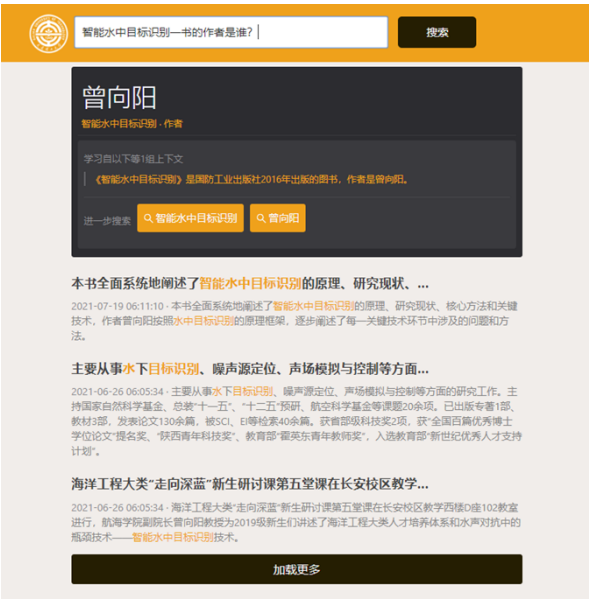 智能水中目标识别一书的作者是谁？
搜索
曾向阳
智能水中目标识别 - 作者
学习自以下等1组上下文
《智能水中目标识别》是国防工业出版社2016年出版的图书，作者是曾向阳。
进一步搜索 智能水中目标识别 曾向阳
本书全面系统地阐述了智能水中目标识别的原理、研究现状、...
2021-07-19 06:11:10 · 本书全面系统地阐述了智能水中目标识别的原理、研究现状、核心方法和关键
技术，作者曾向阳按照水中目标识别的原理框架，逐步阐述了每一关键技术环节中涉及的问题和方
法。
主要从事水下目标识别、噪声源定位、声场模拟与控制等方面...
2021-06-26 06:05:34 · 主要从事水下目标识别、噪声源定位、声场模拟与控制等方面的研究工作。主
持国家自然科学基金、总装"十一五"、"十二五"预研、航空科学基金等课题20余项。已出版专著1部、
教材3部，发表论文130余篇，被SCI、EI等检索40余篇。获省部级科技奖2项，获"全国百篇优秀博士
学位论文"提名奖、"陕西青年科技奖"、教育部"霍英东青年教师奖"，入选教育部"新世纪优秀人才支持
计划"。
海洋工程大类"走向深蓝"新生研讨课第五堂课在长安校区教学...
2021-06-26 06:05:34 · 海洋工程大类"走向深蓝"新生研讨课第五堂课在长安校区教学西楼D座102教室
进行，航海学院副院长曾向阳教授为2019级新生们讲述了海洋工程大类人才培养体系和水声对抗中的
瓶颈技术——智能水中目标识别技术。
加载更多